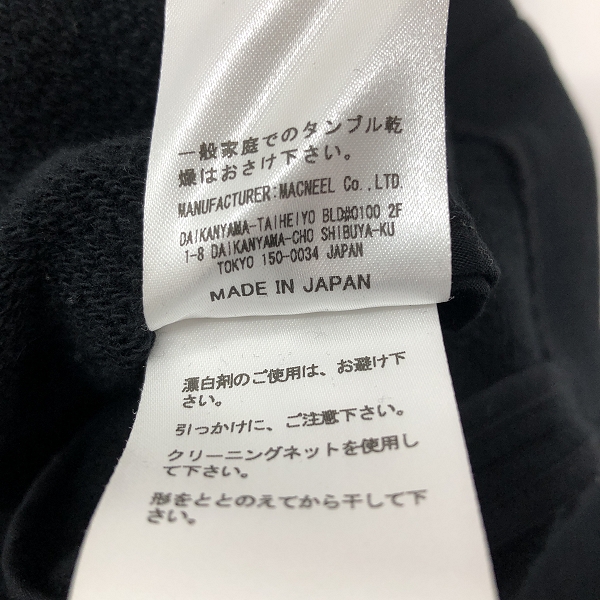 一般家庭でのタンブル乾
燥はおさけ下さい。
MANUFACTURER:MACNEEL Co.,LTD.
DAIKANYAMA-TAIHEIYO BLD#0100 2F
1-8 DAIKANYAMA-CHO SHIBUYA-KU
TOKYO 150-0034 JAPAN
MADE IN JAPAN
漂白剤のご使用は、お避け下
さい。
引っかけに、ご注意下さい。
クリーニングネットを使用し
て下さい。
形をととのえてから干して下
さい。